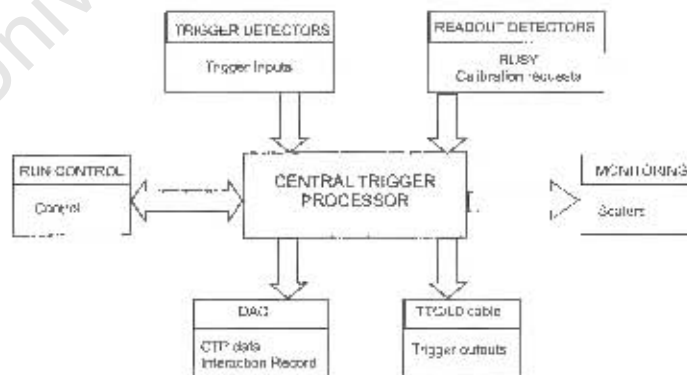 TRIGGER DETECTORS
Trigger Inputs
READOUT DETECTORS
BUSY
Calibration requests
RUN CONTROL
Control
CENTRAL TRIGGER
PROCESSOR
MONITORING
Scalers
DAQ
CTP data
Interaction Record
cable
Trigger outputs